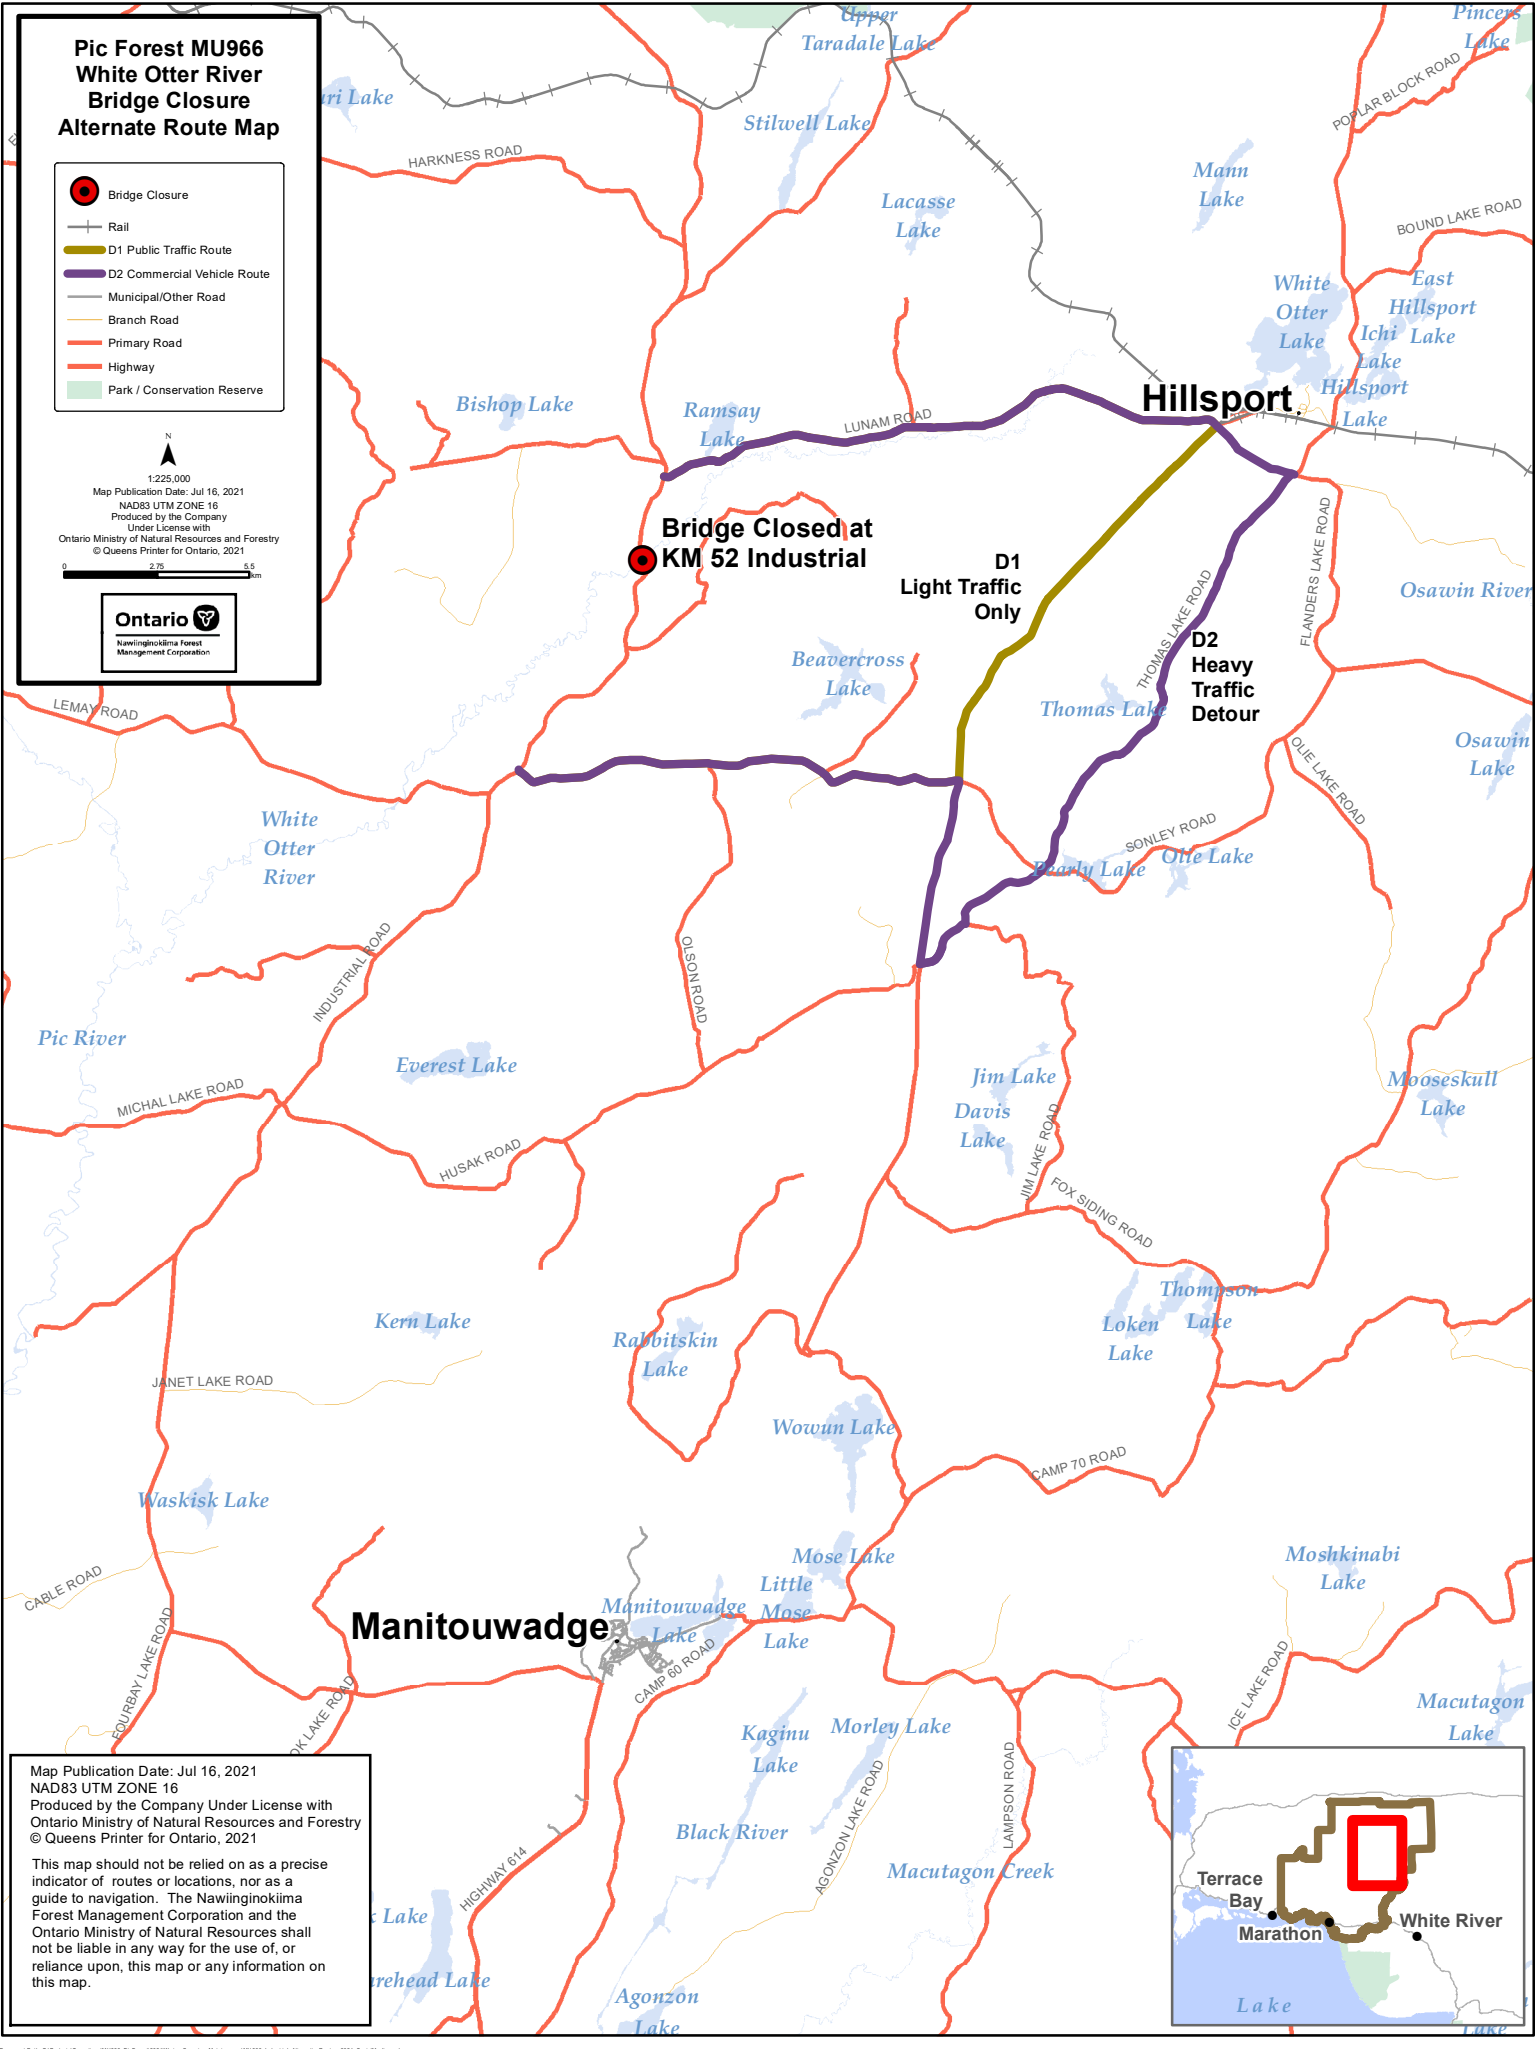 Pic Forest MU966
White Otter River
Bridge Closure
Alternate Route Map
Bridge Closure
Rail
D1 Public Traffic Route
D2 Commercial Vehicle Route
Municipal/Other Road
Branch Road
Primary Road
Highway
Park / Conservation Reserve
N
1:225,000
Map Publication Date: Jul 16, 2021
NAD83 UTM ZONE 16
Produced by the Company
Under License with
Ontario Ministry of Natural Resources and Forestry
© Queens Printer for Ontario, 2021
0 2.75 5.5
km
Ontario
Nawiinginokiima Forest
Management Corporation
Upper
Taradale Lake
Pincers
Lake
POPLAR BLOCK ROAD
uri Lake
Stilwell Lake
HARKNESS ROAD
Mann
Lake
Lacasse
Lake
BOUND LAKE ROAD
White
Otter
Lake
East
Hillsport
Lake
Ichi
Lake
Hillsport
Lake
Hillsport
Bishop Lake
Ramsay
Lake
LUNAM ROAD
Bridge Closed at
KM 52 Industrial
D1
Light Traffic
Only
THOMAS LAKE ROAD
FLANDERS LAKE ROAD
Osawin River
D2
Heavy
Traffic
Detour
Beavercross
Lake
Thomas Lake
LEMAY ROAD
Osawin
Lake
OLIE LAKE ROAD
White
Otter
River
SONLEY ROAD
Pearly Lake
Olie Lake
INDUSTRIAL ROAD
OLSON ROAD
Pic River
Everest Lake
Jim Lake
Davis
Lake
JIM LAKE ROAD
Mooseskull
Lake
MICHAL LAKE ROAD
HUSAK ROAD
FOX SIDING ROAD
Thompson
Lake
Loken
Lake
Kern Lake
Rabbitskin
Lake
JANET LAKE ROAD
Wowun Lake
CAMP 70 ROAD
Waskisk Lake
Mose Lake
Little
Mose
Lake
Moshkinabi
Lake
CABLE ROAD
Manitouwadge
Manitouwadge
Lake
CAMP 60 ROAD
FOURBAY LAKE ROAD
OK LAKE ROAD
ICE LAKE ROAD
Macutagon
Lake
Kaginu
Lake
Morley Lake
LAMPSON ROAD
AGONZON LAKE ROAD
Black River
Macutagon Creek
HIGHWAY 614
k Lake
arehead Lake
Agonzon
Lake
Map Publication Date: Jul 16, 2021
NAD83 UTM ZONE 16
Produced by the Company Under License with
Ontario Ministry of Natural Resources and Forestry
© Queens Printer for Ontario, 2021
This map should not be relied on as a precise
indicator of routes or locations, nor as a
guide to navigation. The Nawiinginokiima
Forest Management Corporation and the
Ontario Ministry of Natural Resources shall
not be liable in any way for the use of, or
reliance upon, this map or any information on
this map.
Terrace
Bay
Marathon
White River
Lake
Lake